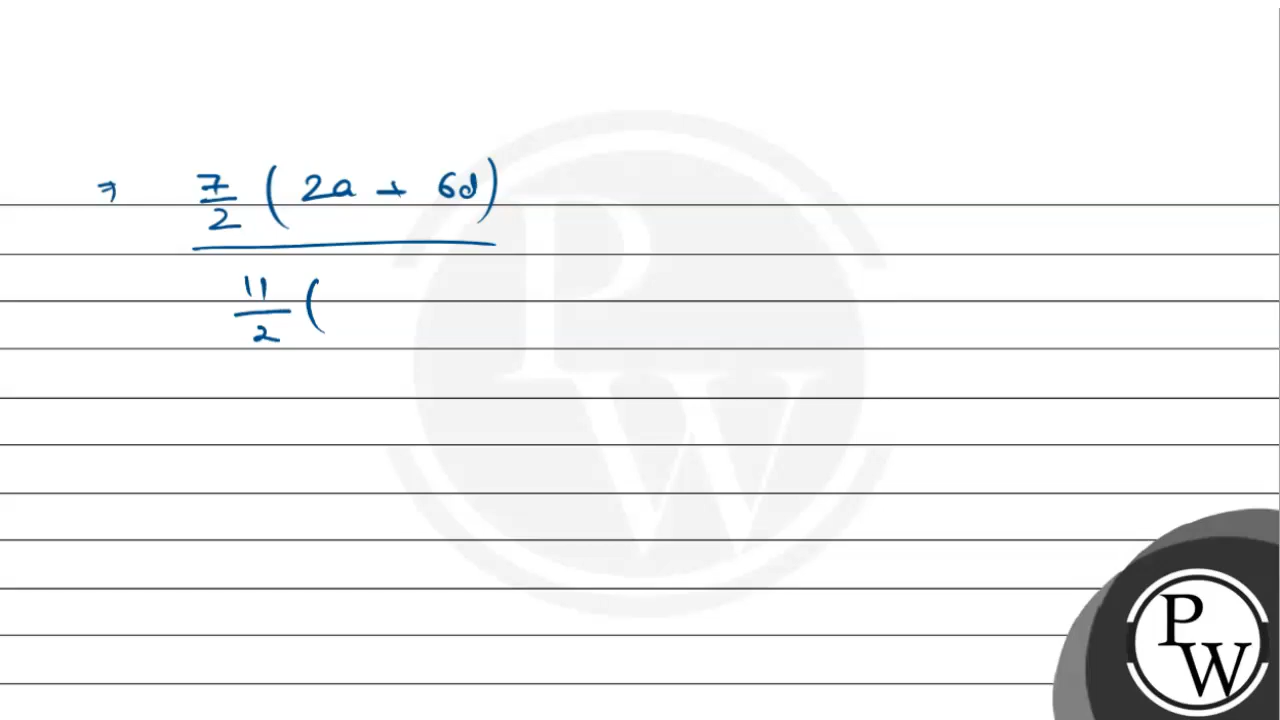 ⇒ 7/2 ( 2a + 6d )
11/2 (
P
W
P
W